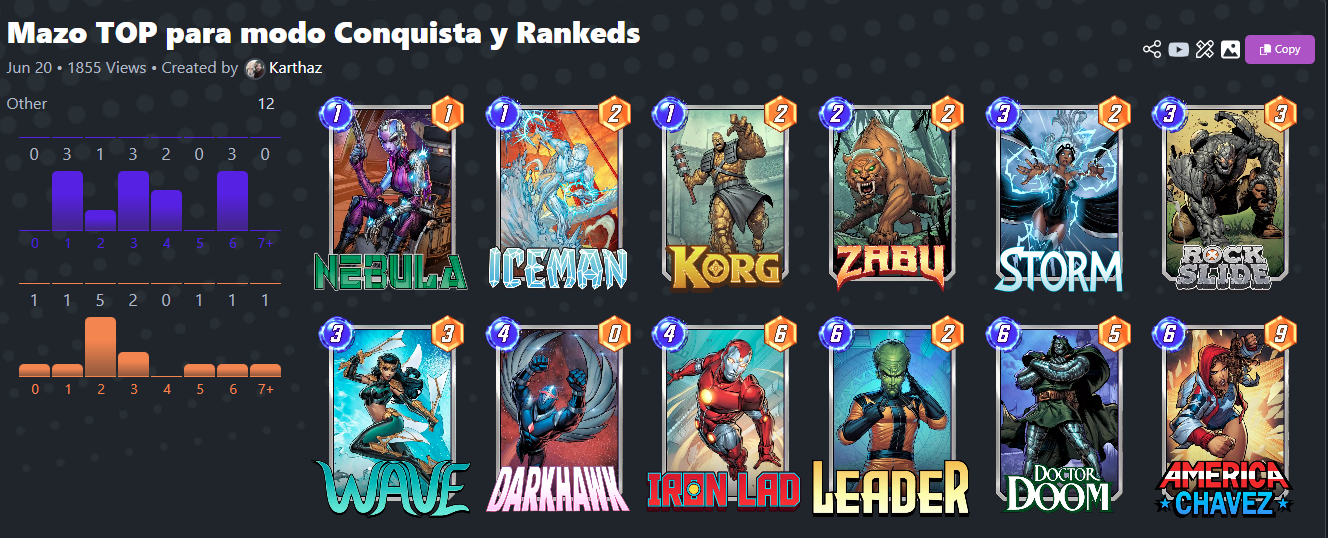 Mazo TOP para modo Conquista y Rankeds
Jun 20 • 1855 Views • Created by Karthaz
Copy
Other 12
0 3 1 3 2 0 3 0
0 1 2 3 4 5 6 7+
1 1 5 2 0 1 1 1
0 1 2 3 4 5 6 7+
1 1 1 2 1 2 2 2 3 2 3 3
NEBULA ICEMAN KORG ZABU STORM ROCK SLIDE
3 3 4 0 4 6 6 2 6 5 6 9
WAVE DARKHAWK IRON LAD LEADER DOCTOR DOOM AMERICA CHAVEZ